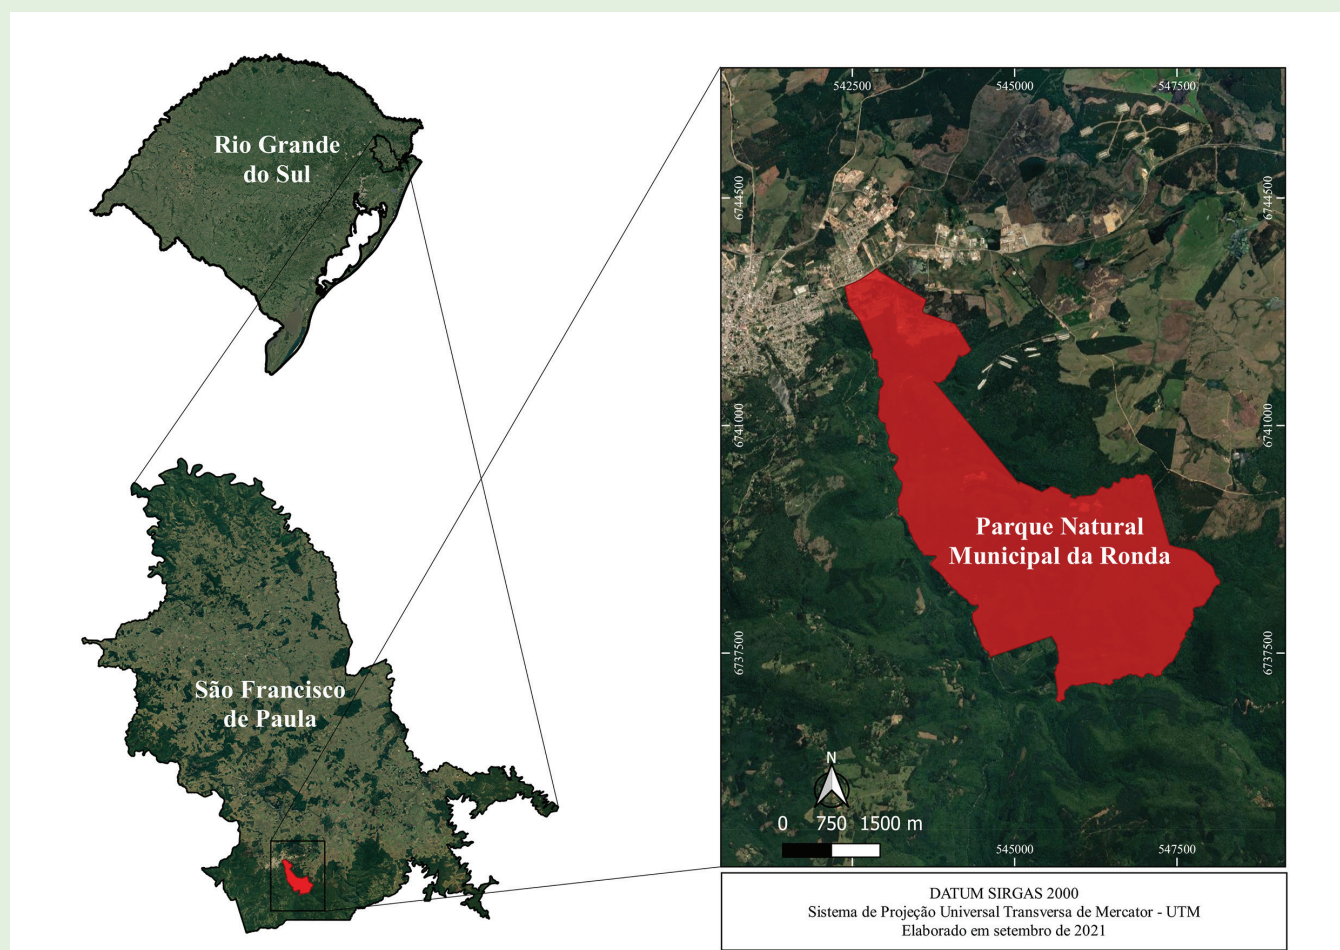 Rio Grande
do Sul
São Francisco
de Paula
542500
545000
547500
6744500
6744500
6741000
6741000
Parque Natural
Municipal da Ronda
6737500
6737500
N
0 750 1500 m
545000
547500
DATUM SIRGAS 2000
Sistema de Projeção Universal Transversa de Mercator - UTM
Elaborado em setembro de 2021